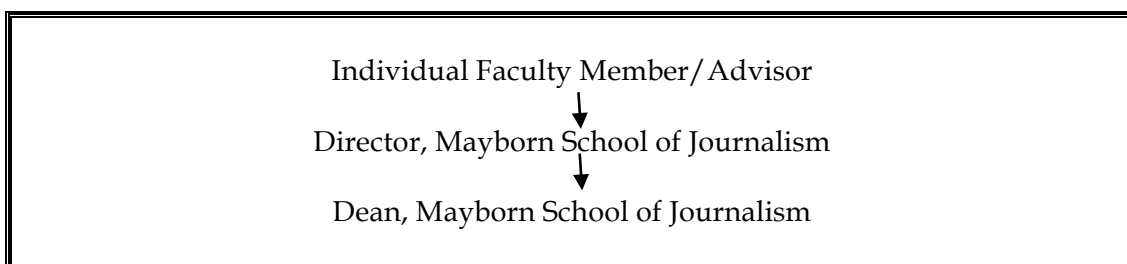 Individual Faculty Member/Advisor
Director, Mayborn School of Journalism
Dean, Mayborn School of Journalism